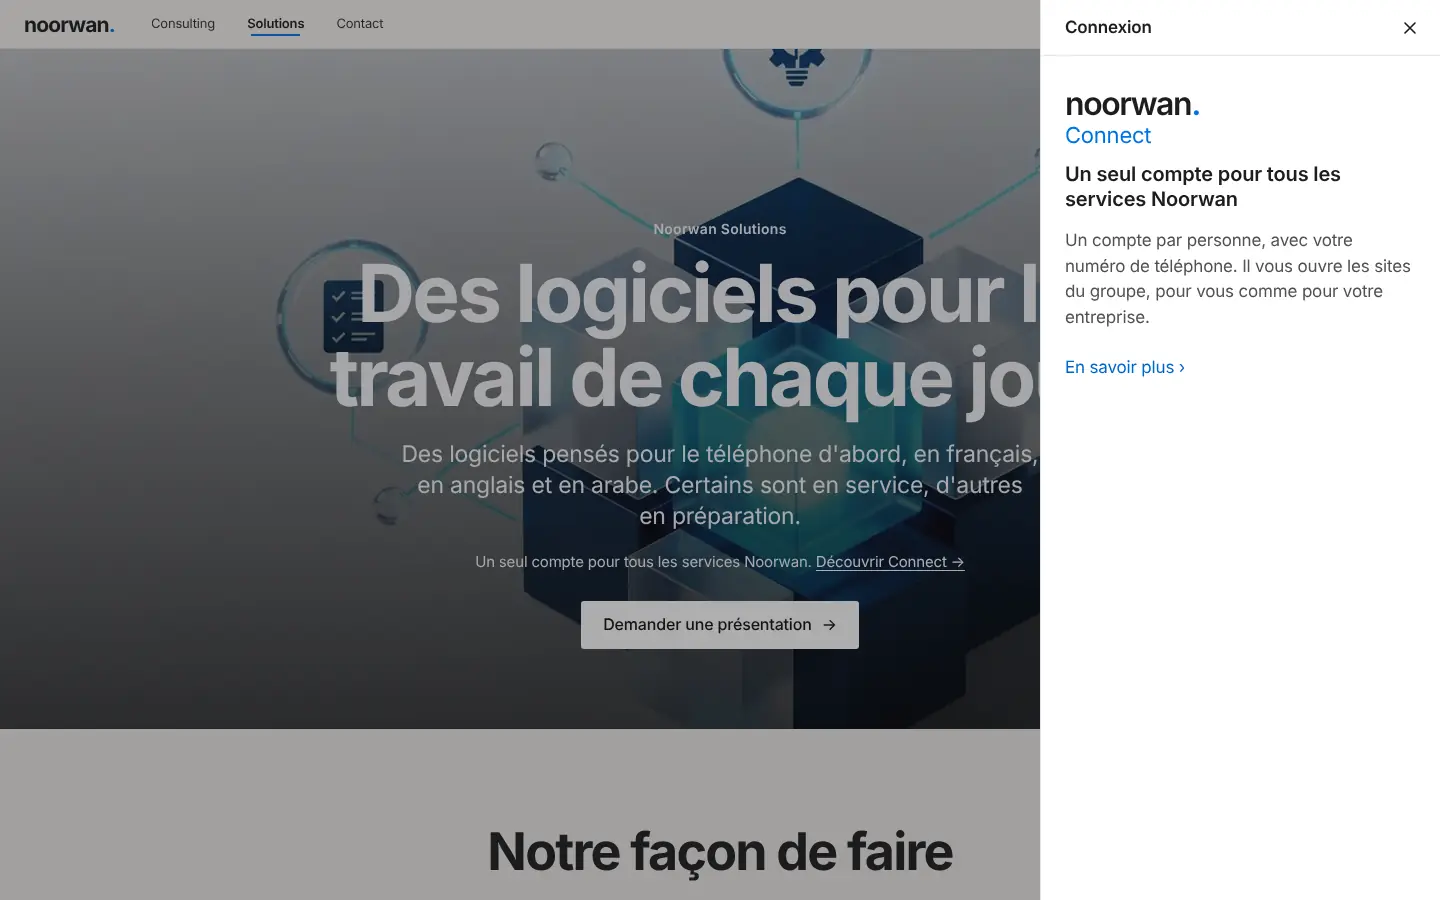 noorwan.
Consulting
Solutions
Contact
Noorwan Solutions
Des logiciels pour l
travail de chaque jou
Des logiciels pensés pour le téléphone d'abord, en français,
en anglais et en arabe. Certains sont en service, d'autres
en préparation.
Un seul compte pour tous les services Noorwan. Découvrir Connect →
Demander une présentation →
Notre façon de faire
Connexion
noorwan.
Connect
Un seul compte pour tous les
services Noorwan
Un compte par personne, avec votre
numéro de téléphone. Il vous ouvre les sites
du groupe, pour vous comme pour votre
entreprise.
En savoir plus ›